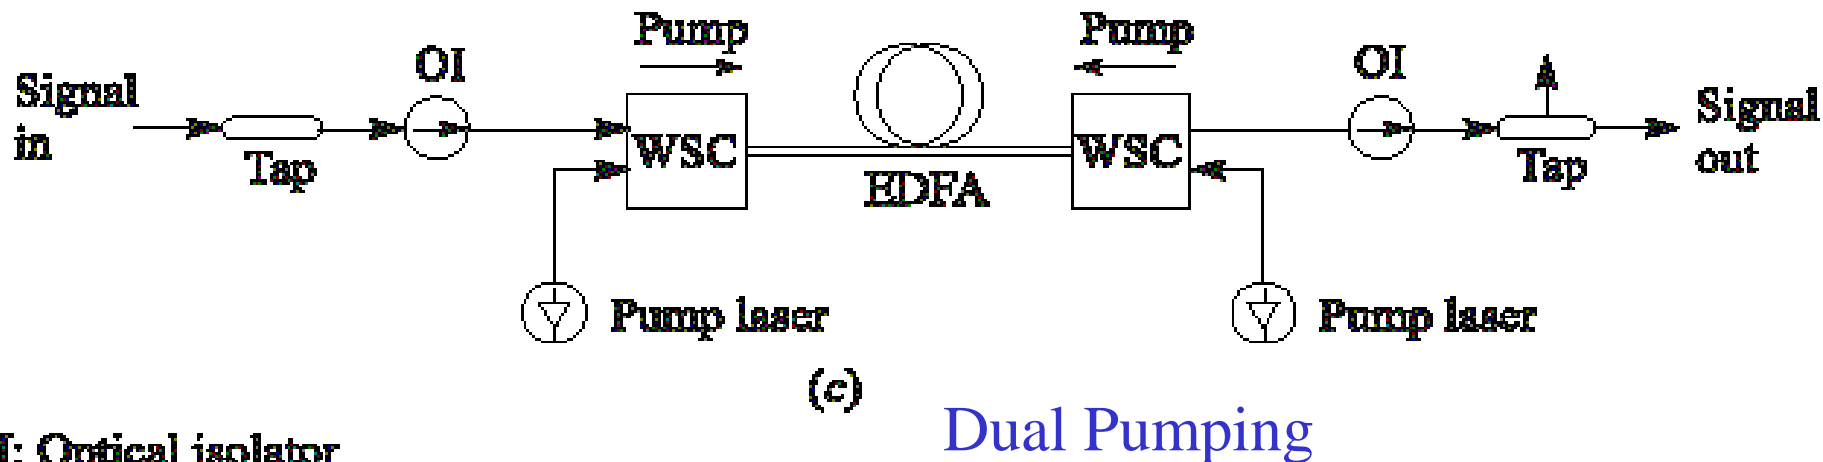 Signal in
Tap
OI
Pump
WSC
Pump laser
EDFA
Pump
WSC
Pump laser
OI
Tap
Signal out
(c)
Dual Pumping
I: Optical isolator